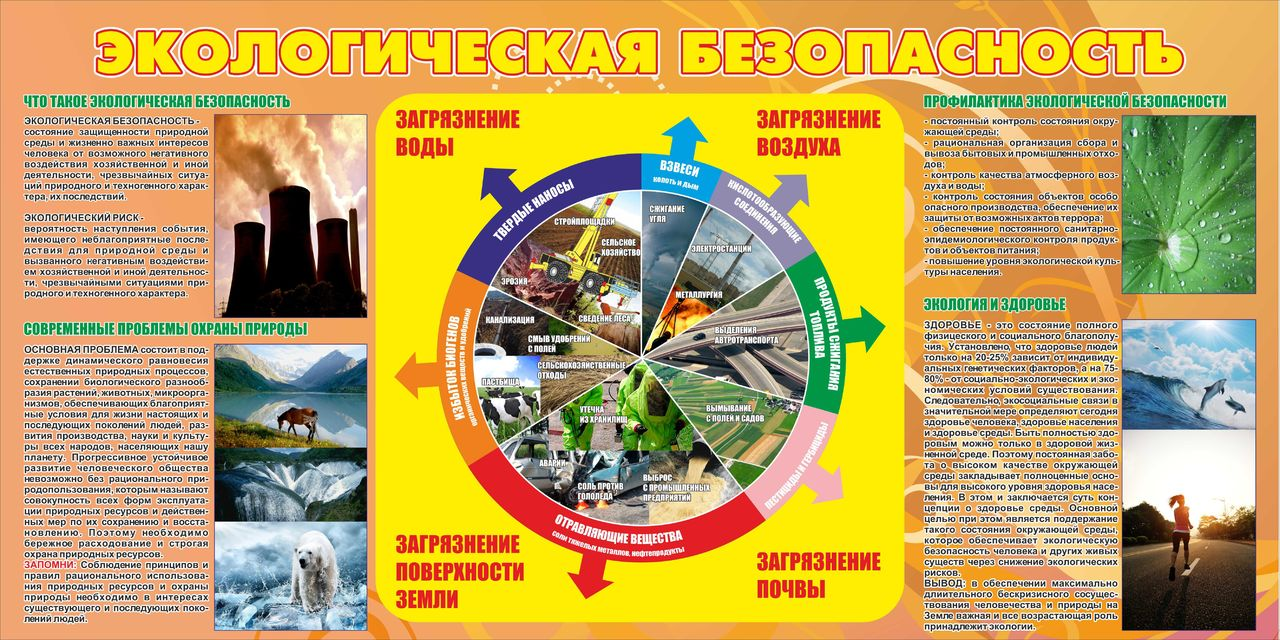 ЭКОЛОГИЧЕСКАЯ БЕЗОПАСНОСТЬ
ЧТО ТАКОЕ ЭКОЛОГИЧЕСКАЯ БЕЗОПАСНОСТЬ
ЭКОЛОГИЧЕСКАЯ БЕЗОПАСНОСТЬ -
состояние защищенности природной
среды и жизненно важных интересов
человека от возможного негативного
воздействия хозяйственной и иной
деятельности, чрезвычайных ситуа-
ций природного и техногенного харак-
тера, их последствий.
ЭКОЛОГИЧЕСКИЙ РИСК -
вероятность наступления события,
имеющего неблагоприятные после-
дствия для природной среды и
вызванного негативным воздействи-
ем хозяйственной и иной деятельнос-
ти, чрезвычайными ситуациями при-
родного и техногенного характера.
СОВРЕМЕННЫЕ ПРОБЛЕМЫ ОХРАНЫ ПРИРОДЫ
ОСНОВНАЯ ПРОБЛЕМА состоит в под-
держке динамического равновесия
естественных природных процессов,
сохранении биологического разнооб-
разия растений, животных, микроорга-
низмов, обеспечивающих благоприят-
ные условия для жизни настоящих и
последующих поколений людей, раз-
вития производства, науки и культу-
ры всех народов, населяющих нашу
планету. Прогрессивное устойчивое
развитие человеческого общества
невозможно без рационального при-
родопользования, которым называют
совокупность всех форм эксплуата-
ции природных ресурсов и действен-
ных мер по их сохранению и восста-
новлению. Поэтому необходимо
бережное расходование и строгая
охрана природных ресурсов.
ЗАПОМНИ: Соблюдение принципов и
правил рационального использова-
ния природных ресурсов и охраны
природы необходимо в интересах
существующего и последующих поко-
лений людей.
ЗАГРЯЗНЕНИЕ
ВОДЫ
ЗАГРЯЗНЕНИЕ
ВОЗДУХА
ТВЕРДЫЕ НАНОСЫ
ВЗВЕСИ
КОПОТЬ И ДЫМ
КИСЛОТООБРАЗУЮЩИЕ
СОЕДИНЕНИЯ
ПРОДУКТЫ СЖИГАНИЯ
ТОПЛИВА
ПЕСТИЦИДЫ И ГЕРБИЦИДЫ
ОТРАВЛЯЮЩИЕ ВЕЩЕСТВА
соли тяжелых металлов, нефтепродукты
ИЗБЫТОК БИОГЕНОВ
органических веществ и удобрений
СТРОЙПЛОЩАДКИ
СЕЛЬСКОЕ
ХОЗЯЙСТВО
ЭРОЗИЯ
СВЕДЕНИЕ ЛЕСА
СЖИГАНИЕ
УГЛЯ
ЭЛЕКТРОСТАНЦИИ
МЕТАЛЛУРГИЯ
ВЫДЕЛЕНИЯ
АВТРОТРАНСПОРТА
КАНАЛИЗАЦИЯ
СМЫВ УДОБРЕНИЙ
С ПОЛЕЙ
СЕЛЬСКОХОЗЯЙСТВЕННЫЕ
ОТХОДЫ
ПАСТБИЩА
УТЕЧКА
ИЗ ХРАНИЛИЩ
ВЫМЫВАНИЕ
С ПОЛЕЙ И САДОВ
АВАРИИ
СОЛЬ ПРОТИВ
ГОЛОЛЕДА
ВЫБРОС
С ПРОМЫШЛЕННЫХ
ПРЕДПРИЯТИЙ
ЗАГРЯЗНЕНИЕ
ПОВЕРХНОСТИ
ЗЕМЛИ
ЗАГРЯЗНЕНИЕ
ПОЧВЫ
ПРОФИЛАКТИКА ЭКОЛОГИЧЕСКОЙ БЕЗОПАСНОСТИ
- постоянный контроль состояния окру-
жающей среды;
- рациональная организация сбора и
вывоза бытовых и промышленных отхо-
дов;
- контроль качества атмосферного воз-
духа и воды;
- контроль состояния объектов особо
опасного производства, обеспечение их
защиты от возможных актов террора;
- обеспечение постоянного санитарно-
эпидемиологического контроля продук-
тов и объектов питания;
- повышение уровня экологической куль-
туры населения.
ЭКОЛОГИЯ И ЗДОРОВЬЕ
ЗДОРОВЬЕ - это состояние полного
физического и социального благополу-
чия. Установлено, что здоровье людей
только на 20-25% зависит от индивиду-
альных генетических факторов, а на 75-
80% - от социально-экологических и эко-
номических условий существования.
Следовательно, экосоциальные связи в
значительной мере определяют сегодня
здоровье человека, здоровье населения
и здоровье среды. Быть полностью здо-
ровым можно только в здоровой жиз-
ненной среде. Поэтому постоянная забо-
та о высоком качестве окружающей
среды закладывает полноценные осно-
вы для высокого уровня здоровья насе-
ления. В этом и заключается суть кон-
цепции о здоровье среды. Основной
целью при этом является поддержание
такого состояния окружающей среды,
которое обеспечивает экологическую
безопасность человека и других живых
существ через снижение экологических
рисков.
ВЫВОД: в обеспечении максимально
длительного бескризисного сосущес-
твования человечества и природы на
Земле важная и все возрастающая роль
принадлежит экологии.